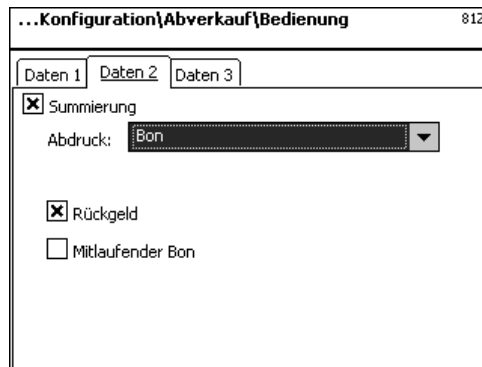 ...Konfiguration\Abverkauf\Bedienung 812
Daten 1 Daten 2 Daten 3
Summierung
Abdruck: Bon
Rückgeld
Mitlaufender Bon